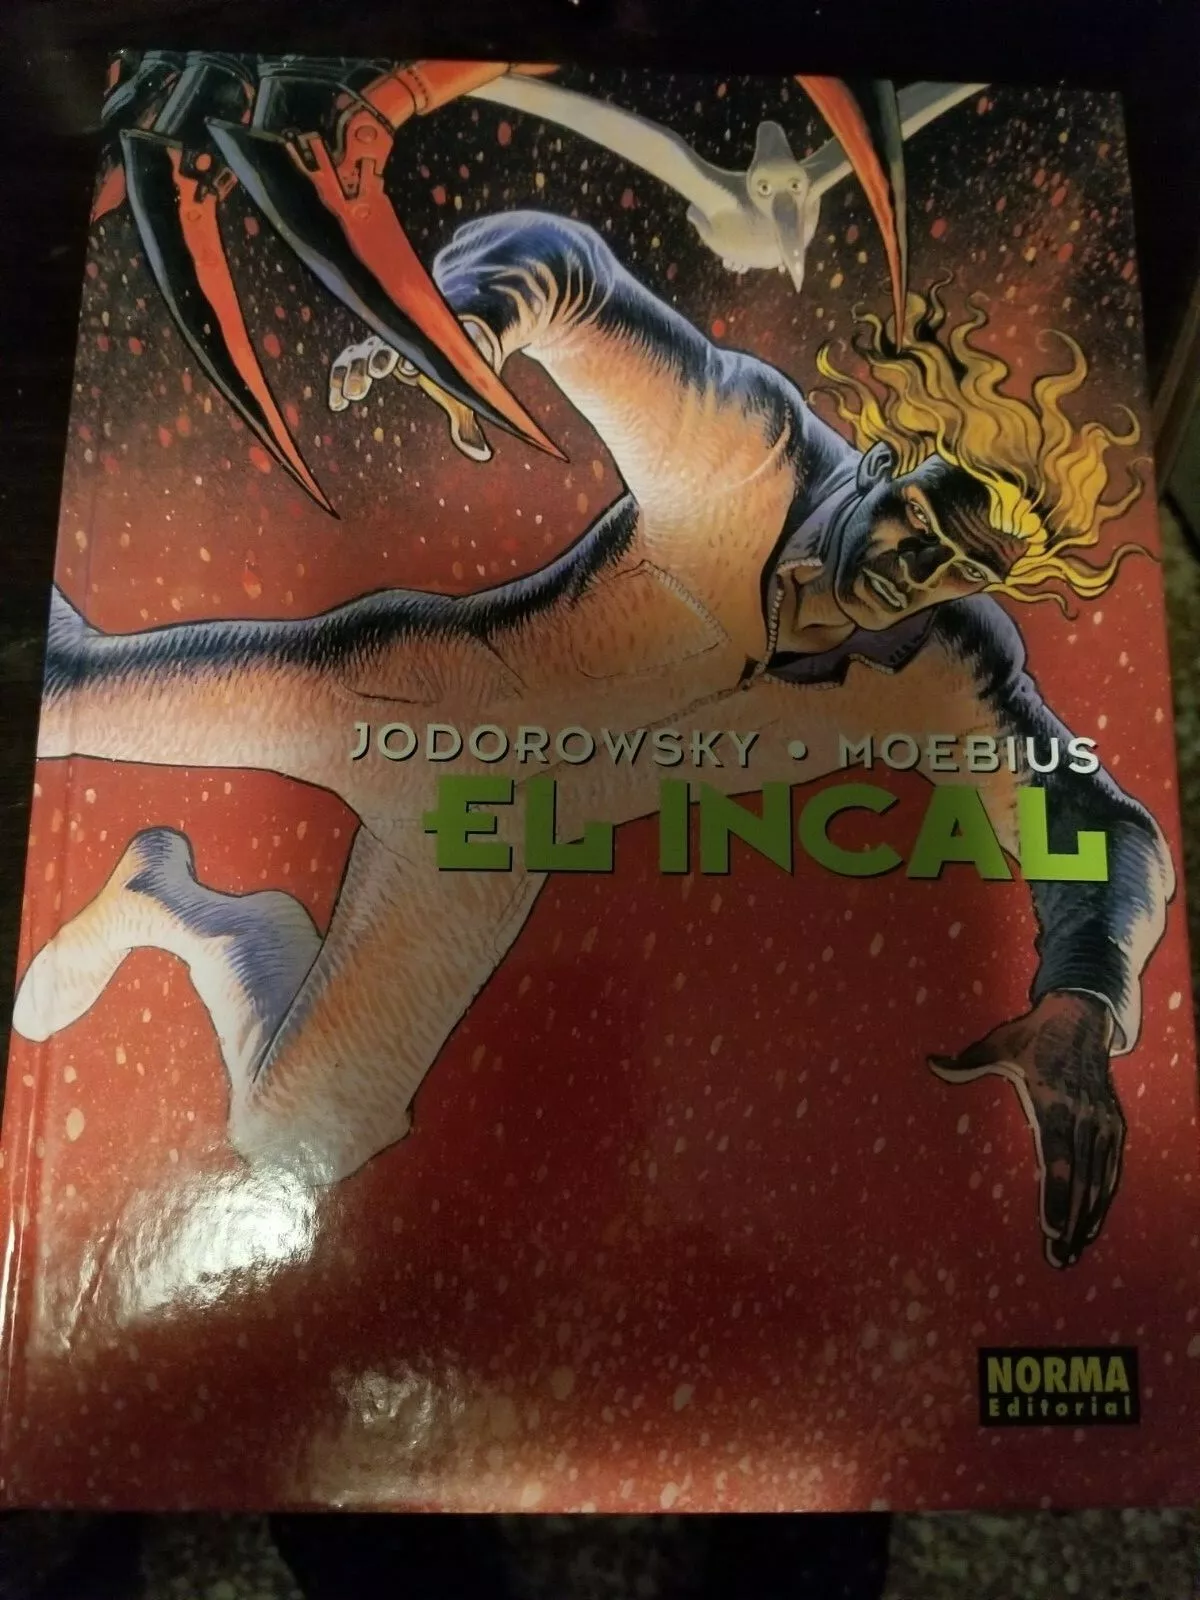 JODOROWSKY • MOEBIUS
EL INCAL
NORMA
Editorial